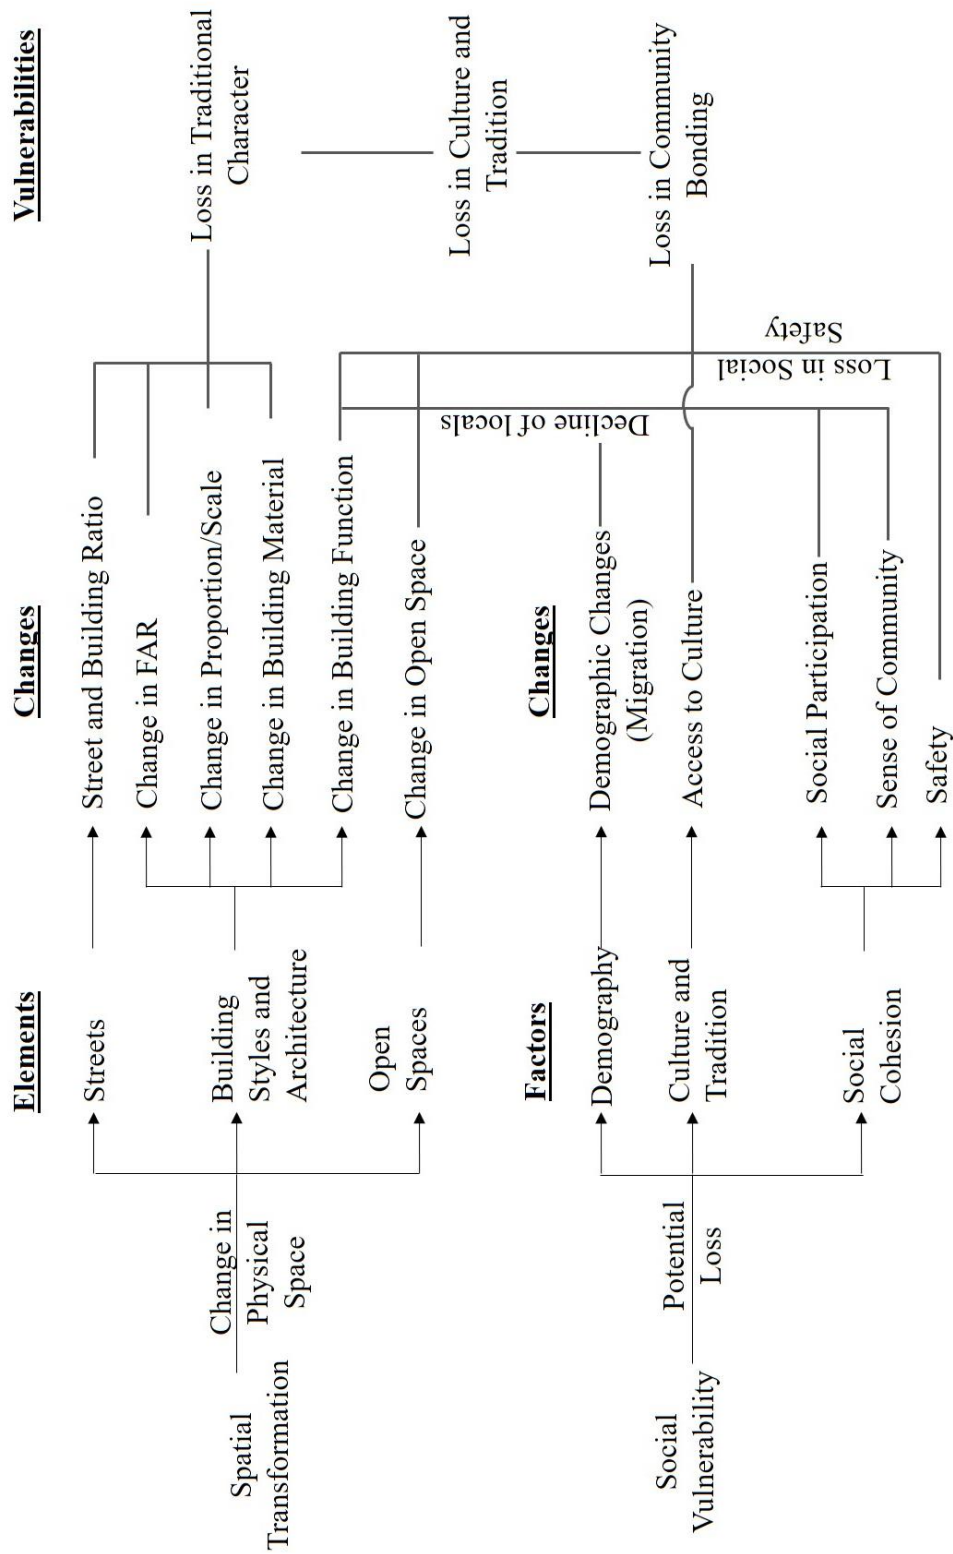 Elements
Changes
Vulnerabilities
Spatial
Transformation
Change in
Physical
Space
Streets
Building
Styles and
Architecture
Open
Spaces
Street and Building Ratio
Change in FAR
Change in Proportion/Scale
Change in Building Material
Change in Building Function
Change in Open Space
Loss in Traditional
Character
Loss in Culture and
Tradition
Loss in Community
Bonding
Factors
Changes
Social
Vulnerability
Potential
Loss
Demography
Culture and
Tradition
Social
Cohesion
Demographic Changes
(Migration)
Access to Culture
Social Participation
Sense of Community
Safety
Decline of locals
Loss in Social
Safety